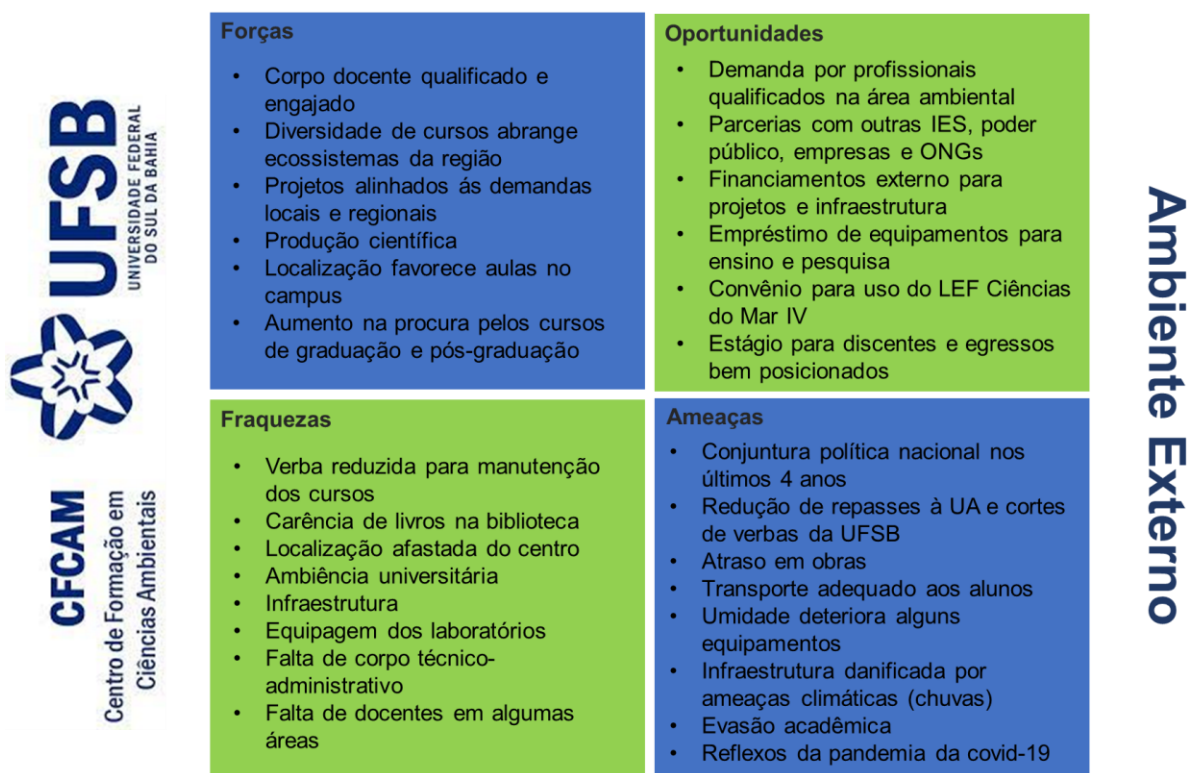 UFSB
UNIVERSIDADE FEDERAL
DO SUL DA BAHIA
CFCAM
Centro de Formação em
Ciências Ambientais
Forças
• Corpo docente qualificado e
engajado
• Diversidade de cursos abrange
ecossistemas da região
• Projetos alinhados ás demandas
locais e regionais
• Produção científica
• Localização favorece aulas no
campus
• Aumento na procura pelos cursos
de graduação e pós-graduação
Oportunidades
• Demanda por profissionais
qualificados na área ambiental
• Parcerias com outras IES, poder
público, empresas e ONGs
• Financiamentos externo para
projetos e infraestrutura
• Empréstimo de equipamentos para
ensino e pesquisa
• Convênio para uso do LEF Ciências
do Mar IV
• Estágio para discentes e egressos
bem posicionados
Fraquezas
• Verba reduzida para manutenção
dos cursos
• Carência de livros na biblioteca
• Localização afastada do centro
• Ambiência universitária
• Infraestrutura
• Equipagem dos laboratórios
• Falta de corpo técnico-
administrativo
• Falta de docentes em algumas
áreas
Ameaças
• Conjuntura política nacional nos
últimos 4 anos
• Redução de repasses à UA e cortes
de verbas da UFSB
• Atraso em obras
• Transporte adequado aos alunos
• Umidade deteriora alguns
equipamentos
• Infraestrutura danificada por
ameaças climáticas (chuvas)
• Evasão acadêmica
• Reflexos da pandemia da covid-19
Ambiente Externo